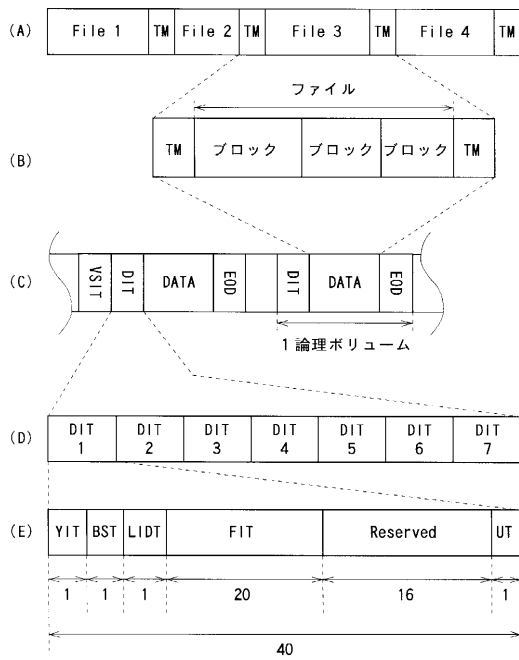 (A) File 1 TM File 2 TM File 3 TM File 4 TM
ファイル
(B) TM ブロック ブロック ブロック TM
(C) VSIT DIT DATA EOD DIT DATA EOD
1論理ボリューム
(D) DIT 1 DIT 2 DIT 3 DIT 4 DIT 5 DIT 6 DIT 7
(E) YIT BST LIDT FIT Reserved UT
1 1 1 20 16 1
40